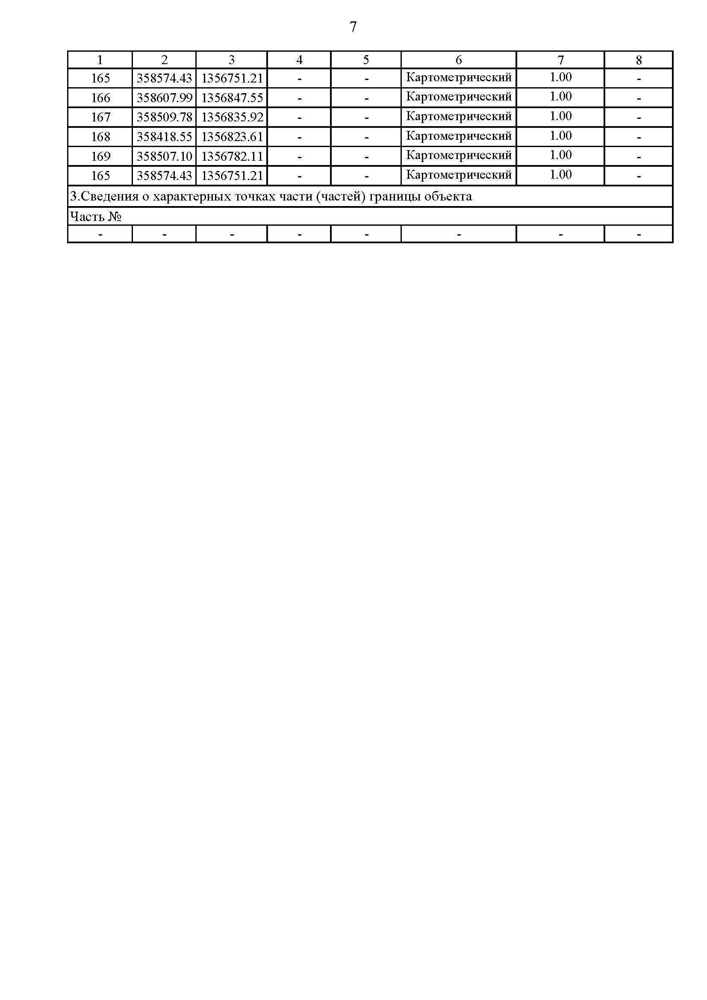 7
1 2 3 4 5 6 7 8
165 358574.43 1356751.21 - - Картометрический 1.00 -
166 358607.99 1356847.55 - - Картометрический 1.00 -
167 358509.78 1356835.92 - - Картометрический 1.00 -
168 358418.55 1356823.61 - - Картометрический 1.00 -
169 358507.10 1356782.11 - - Картометрический 1.00 -
165 358574.43 1356751.21 - - Картометрический 1.00 -
3.Сведения о характерных точках части (частей) границы объекта
Часть №
- - - - - - - -